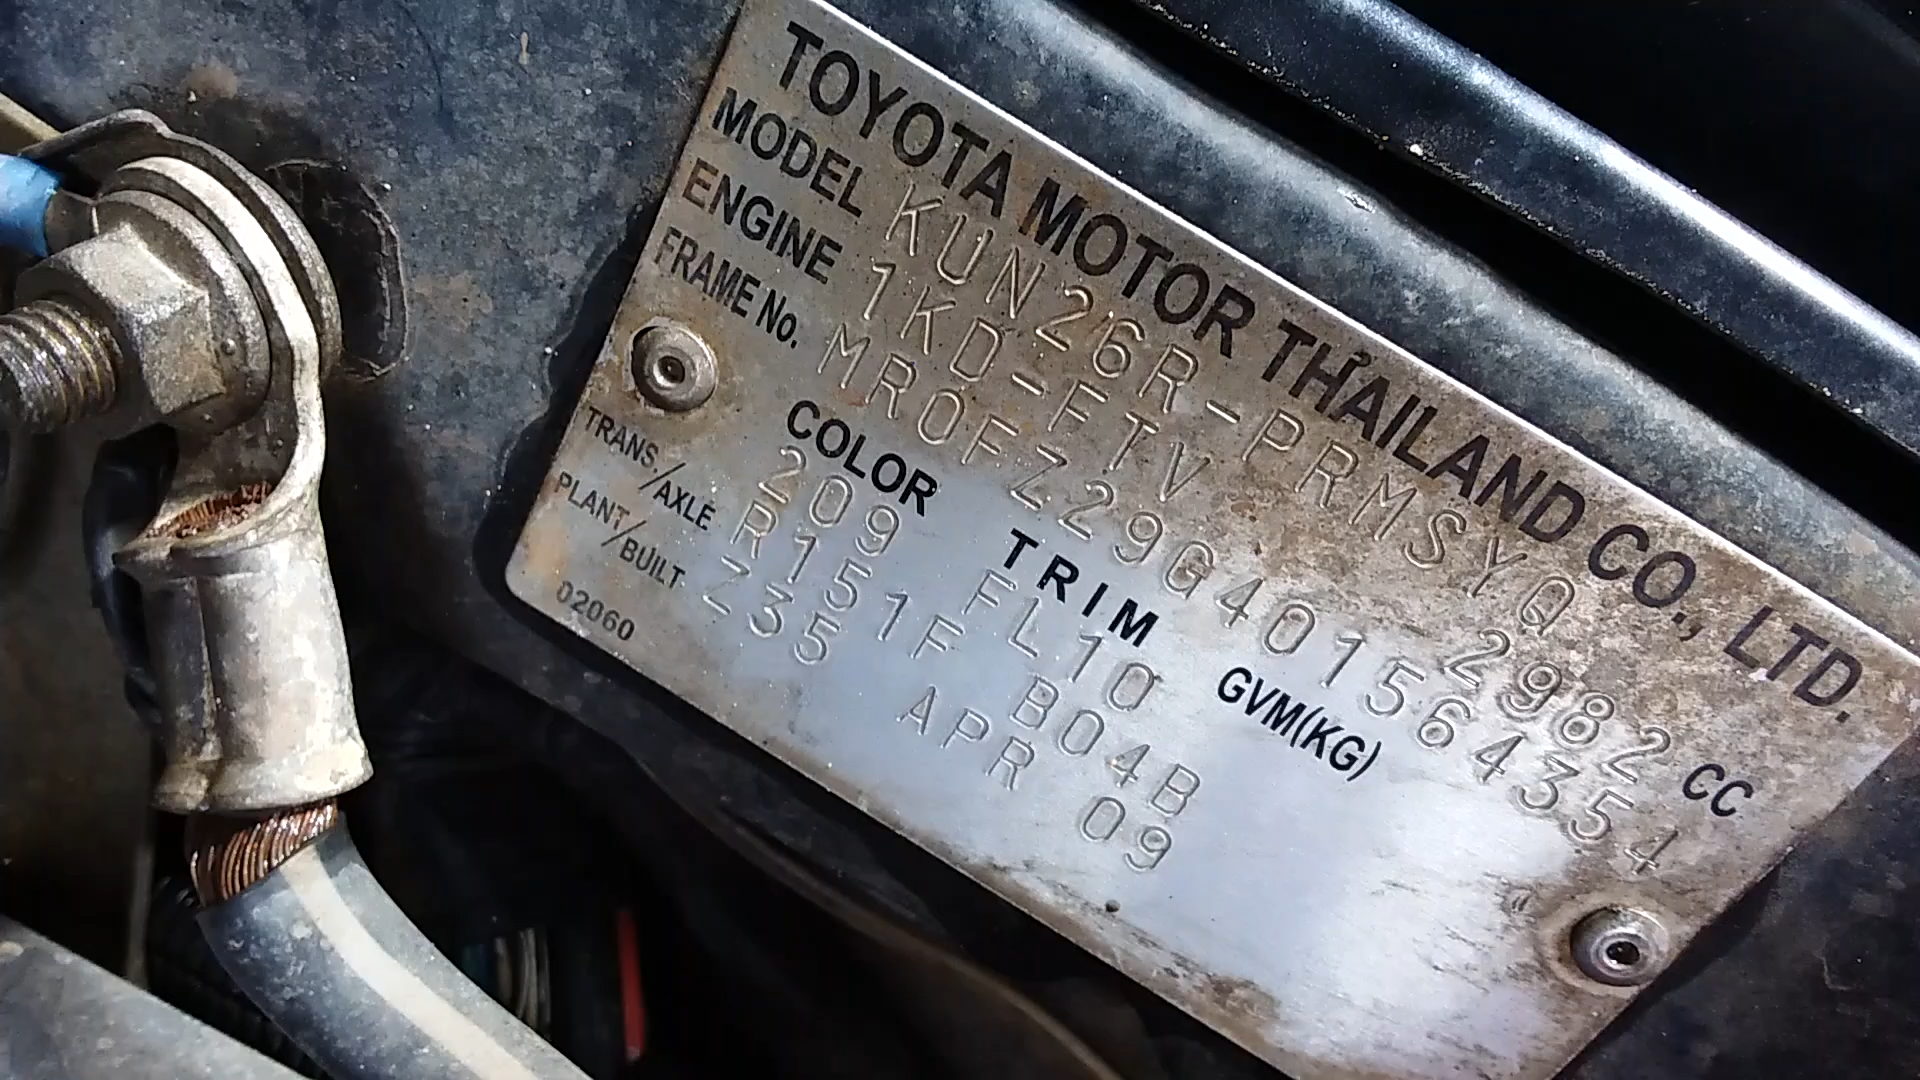 TOYOTA MOTOR THAILAND CO., LTD.
MODEL KUN26R-PRMSYQ
ENGINE 1KD-FTV 2982 CC
FRAME No. MR0FZ29G401564354
COLOR TRIM GVM(KG)
209 FL10
TRANS./AXLE R151F B04B
PLANT/BUILT Z35 APR 09
02060